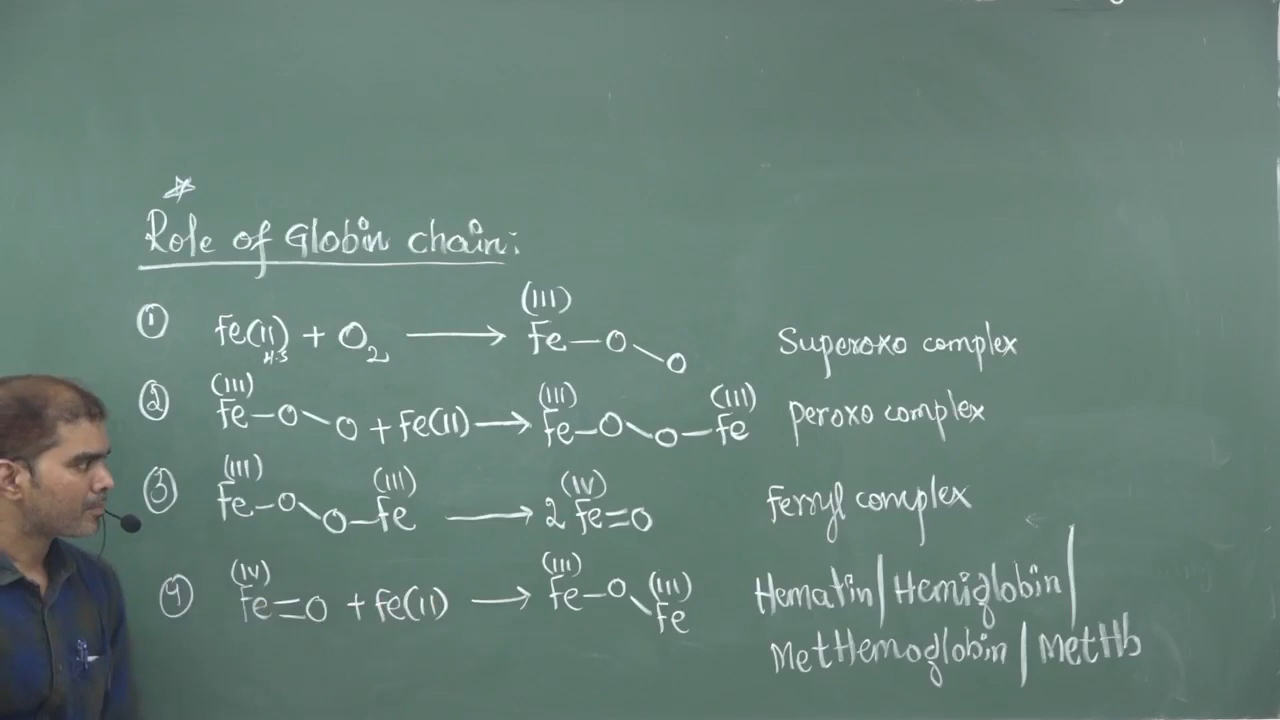 Role of Globin chain:
① Fe(II) H·S + O2 ⟶ (III) Fe–O–O Superoxo complex
② (III) Fe–O–O + Fe(II) ⟶ (III) Fe–O–O–Fe (III) peroxo complex
③ (III) Fe–O–O–Fe (III) ⟶ 2 (IV) Fe=O Ferryl complex
④ (IV) Fe=O + Fe(II) ⟶ (III) Fe–O–Fe (III) Hematin/Hemiglobin/
MetHemoglobin/MetHb